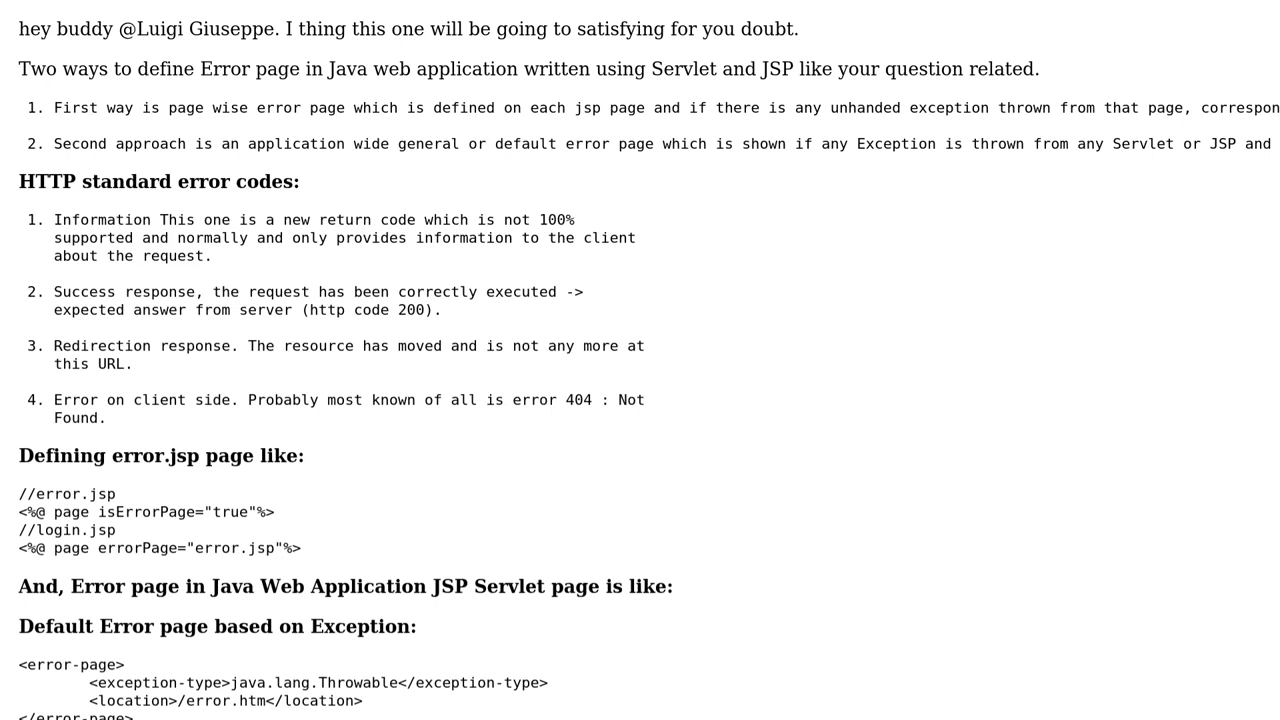 hey buddy @Luigi Giuseppe. I thing this one will be going to satisfying for you doubt.
Two ways to define Error page in Java web application written using Servlet and JSP like your question related.
1. First way is page wise error page which is defined on each jsp page and if there is any unhanded exception thrown from that page, correspon
2. Second approach is an application wide general or default error page which is shown if any Exception is thrown from any Servlet or JSP and
HTTP standard error codes:
1. Information This one is a new return code which is not 100%
supported and normally and only provides information to the client
about the request.
2. Success response, the request has been correctly executed ->
expected answer from server (http code 200).
3. Redirection response. The resource has moved and is not any more at
this URL.
4. Error on client side. Probably most known of all is error 404 : Not
Found.
Defining error.jsp page like:
//error.jsp
<%@ page isErrorPage="true"%>
//login.jsp
<%@ page errorPage="error.jsp"%>
And, Error page in Java Web Application JSP Servlet page is like:
Default Error page based on Exception:
<error-page>
        <exception-type>java.lang.Throwable</exception-type>
        <location>/error.htm</location>
</error-page>